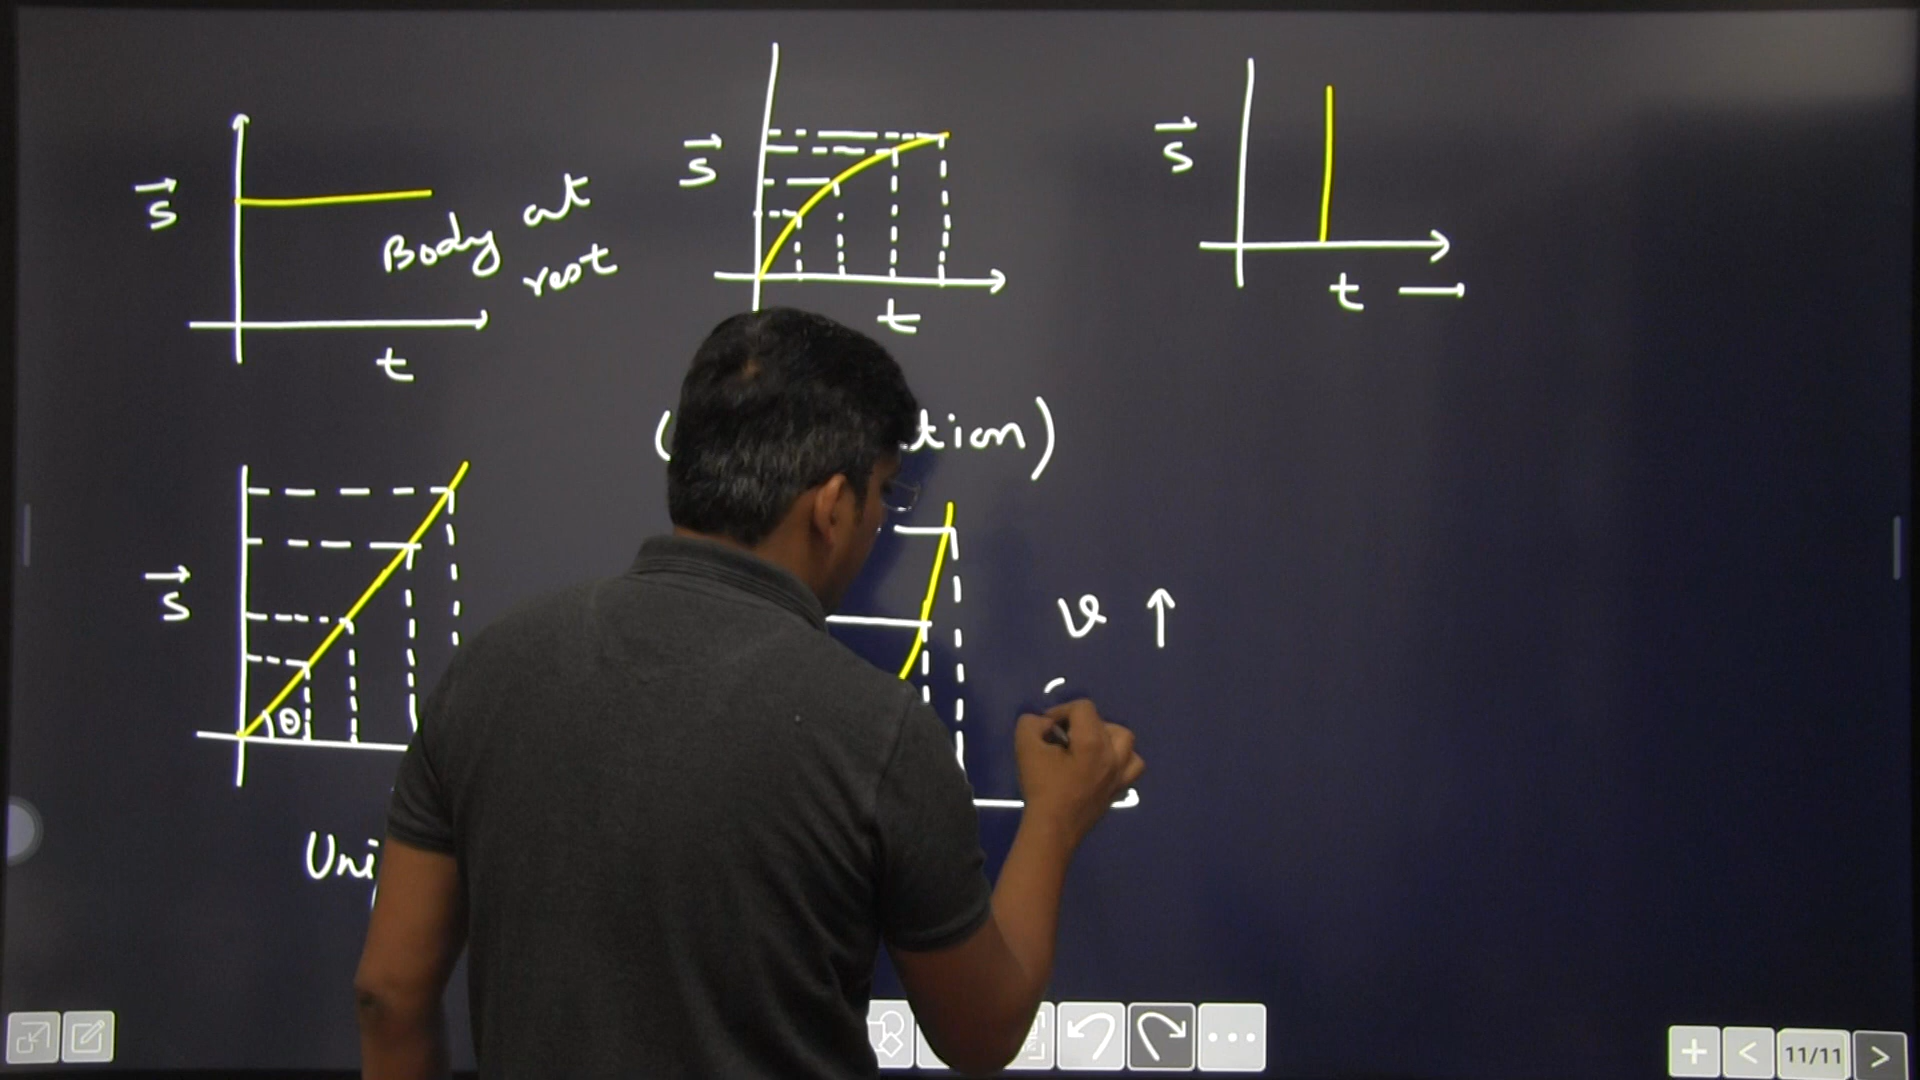 s
Body at
rest
t
s
t
s
t
tion)
s
θ
Uni
v ↑
11/11